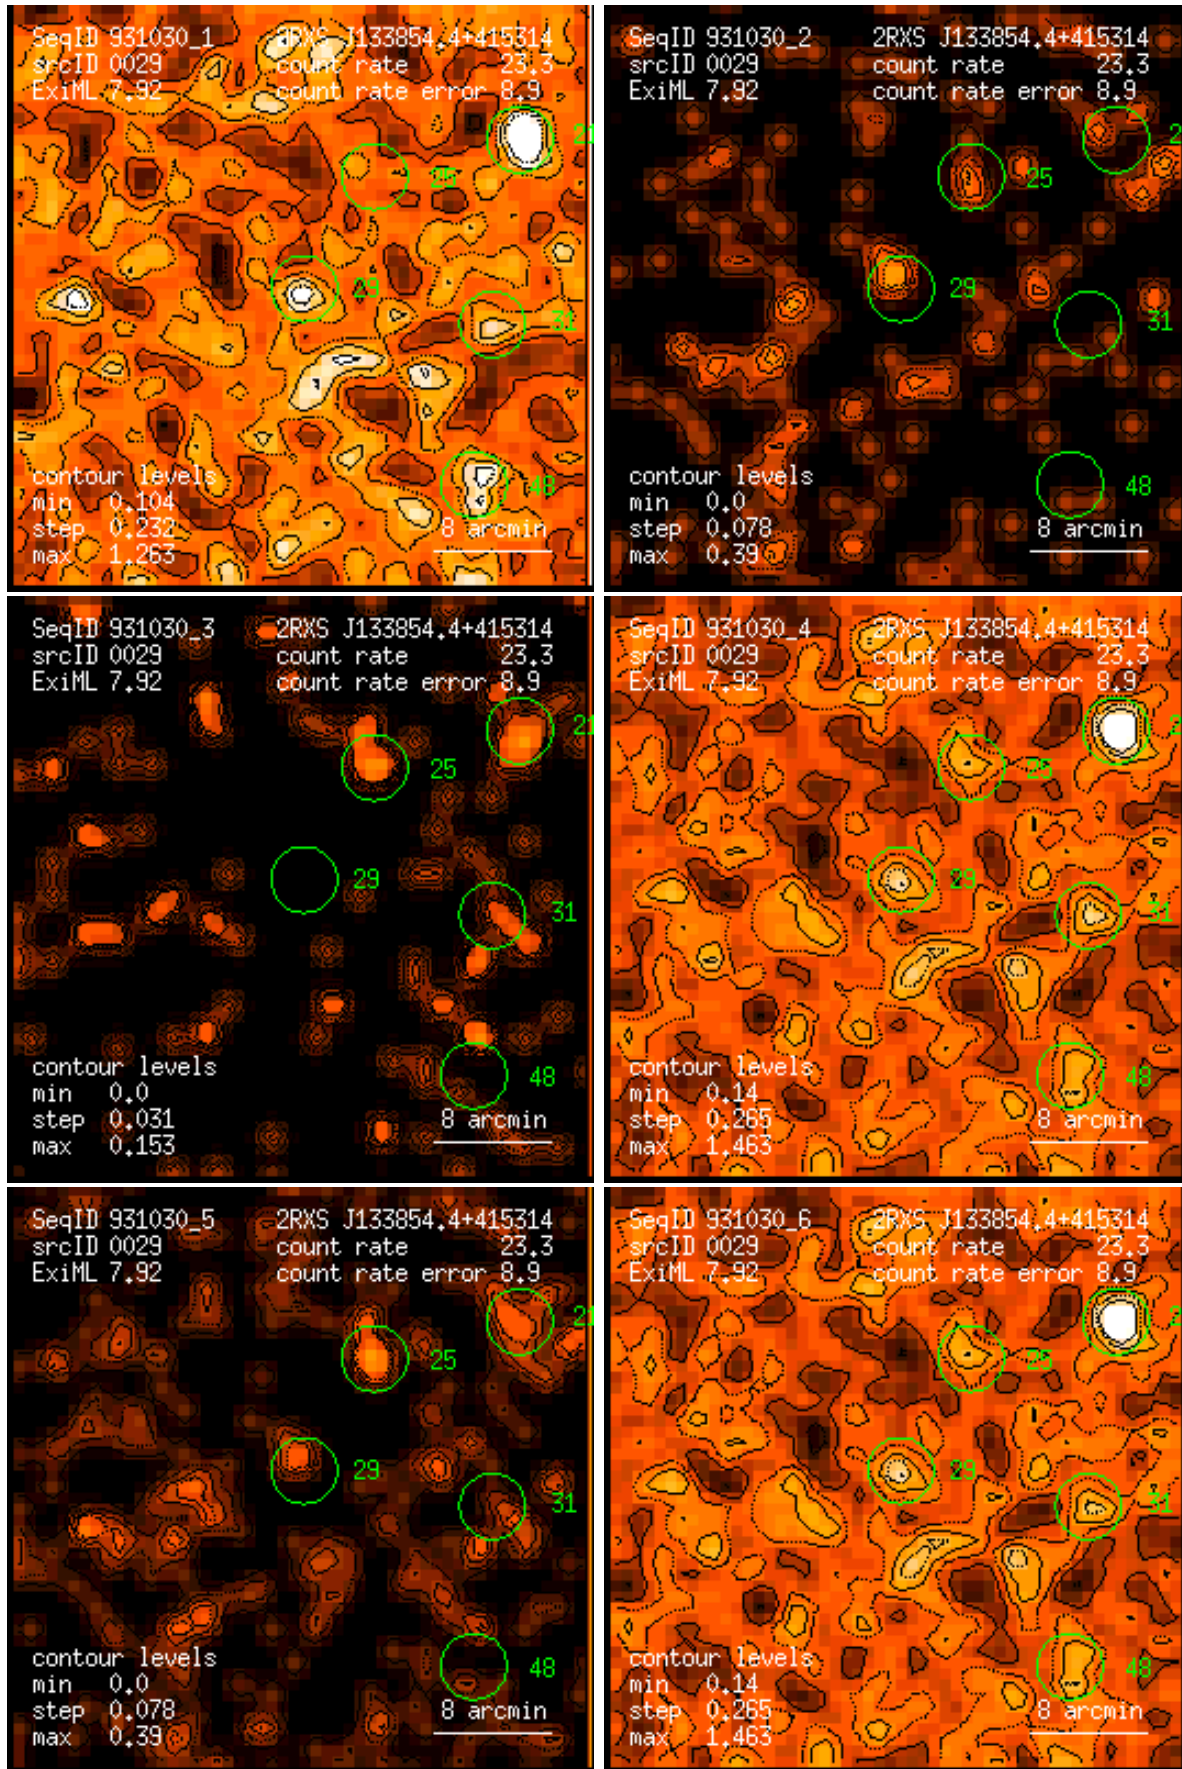 SeqID 931030_1 2RXS J133854.4+415314
srcID 0029 count rate 23.3
ExiML 7.92 count rate error 8.9
21
25
29
31
48
contour levels
min 0.104
step 0.232
max 1.263
8 arcmin
SeqID 931030_2 2RXS J133854.4+415314
srcID 0029 count rate 23.3
ExiML 7.92 count rate error 8.9
2
25
29
31
48
contour levels
min 0.0
step 0.078
max 0.39
8 arcmin
SeqID 931030_3 2RXS J133854.4+415314
srcID 0029 count rate 23.3
ExiML 7.92 count rate error 8.9
21
25
29
31
48
contour levels
min 0.0
step 0.031
max 0.153
8 arcmin
SeqID 931030_4 2RXS J133854.4+415314
srcID 0029 count rate 23.3
ExiML 7.92 count rate error 8.9
2
25
29
31
48
contour levels
min 0.14
step 0.265
max 1.463
8 arcmin
SeqID 931030_5 2RXS J133854.4+415314
srcID 0029 count rate 23.3
ExiML 7.92 count rate error 8.9
21
25
29
31
48
contour levels
min 0.0
step 0.078
max 0.39
8 arcmin
SeqID 931030_6 2RXS J133854.4+415314
srcID 0029 count rate 23.3
ExiML 7.92 count rate error 8.9
2
25
29
31
48
contour levels
min 0.14
step 0.265
max 1.463
8 arcmin